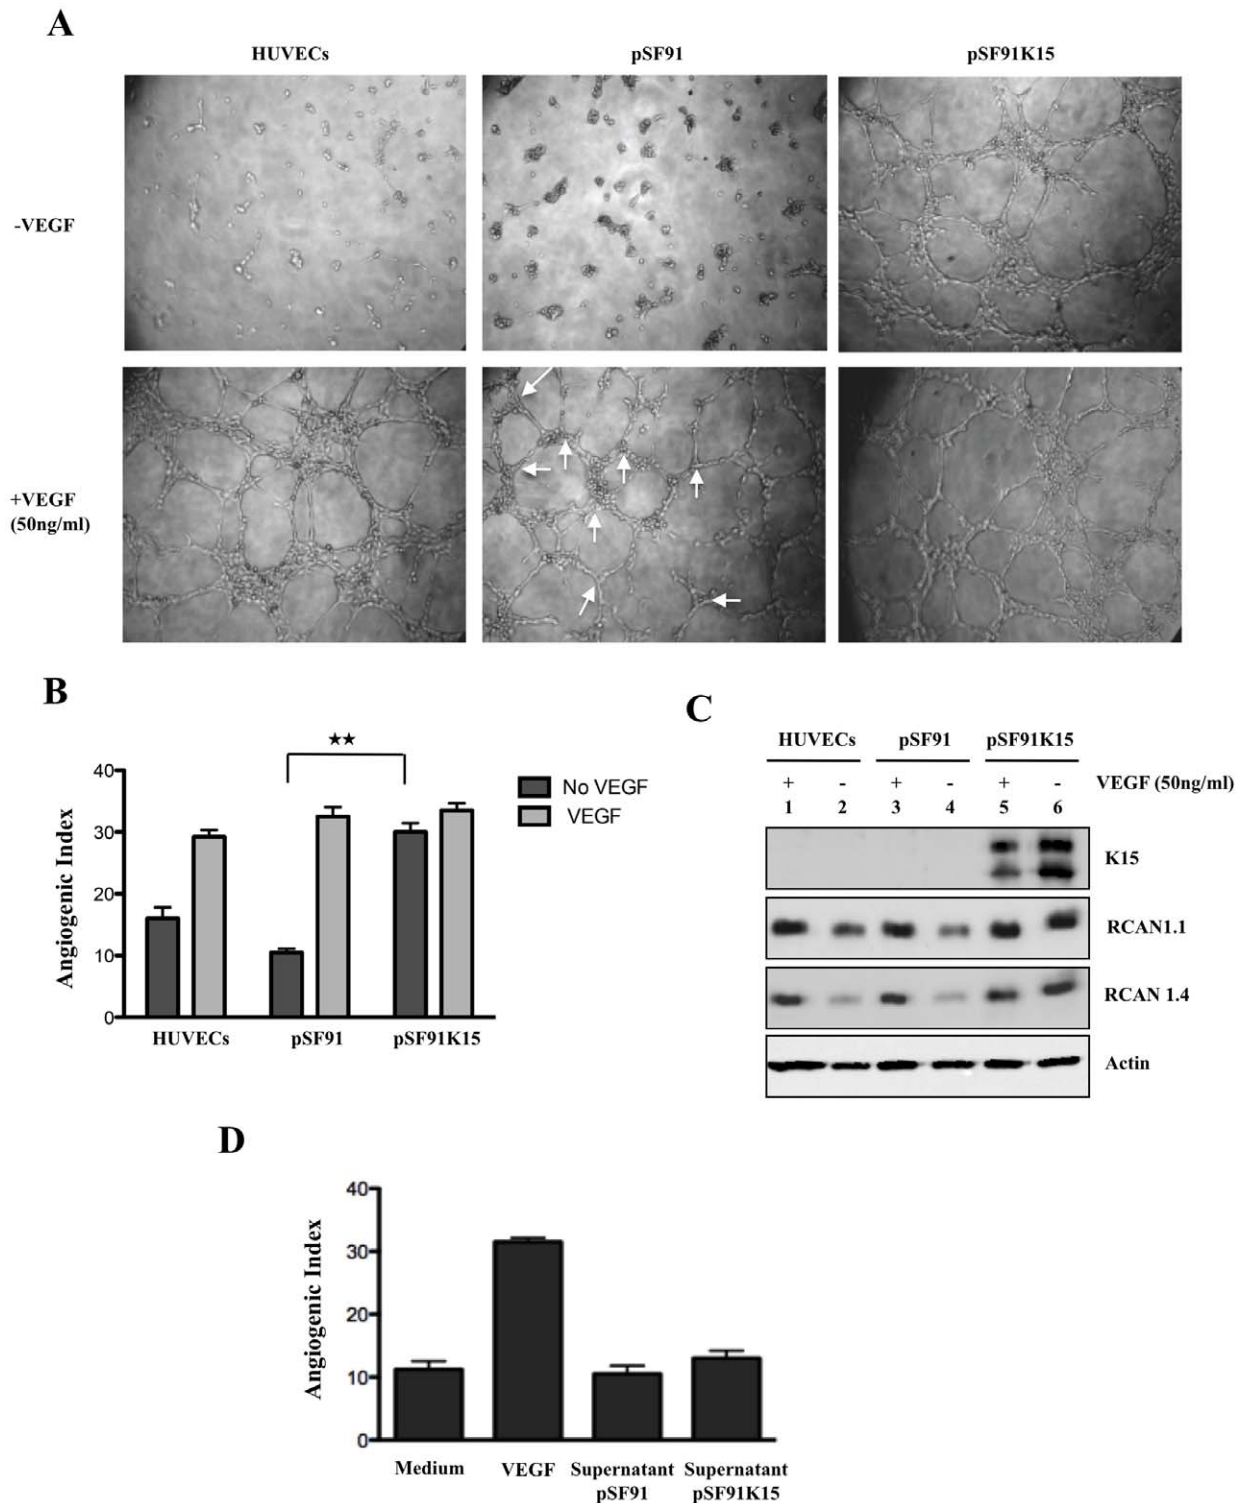 A
HUVECs pSF91 pSF91K15
-VEGF
+VEGF
(50ng/ml)
B
★★
40
30
20
10
0
Angiogenic Index
No VEGF
VEGF
HUVECs pSF91 pSF91K15
C
HUVECs pSF91 pSF91K15
+ - + - + - VEGF (50ng/ml)
1 2 3 4 5 6
K15
RCAN1.1
RCAN 1.4
Actin
D
40
30
20
10
0
Angiogenic Index
Medium VEGF Supernatant Supernatant
pSF91 pSF91K15